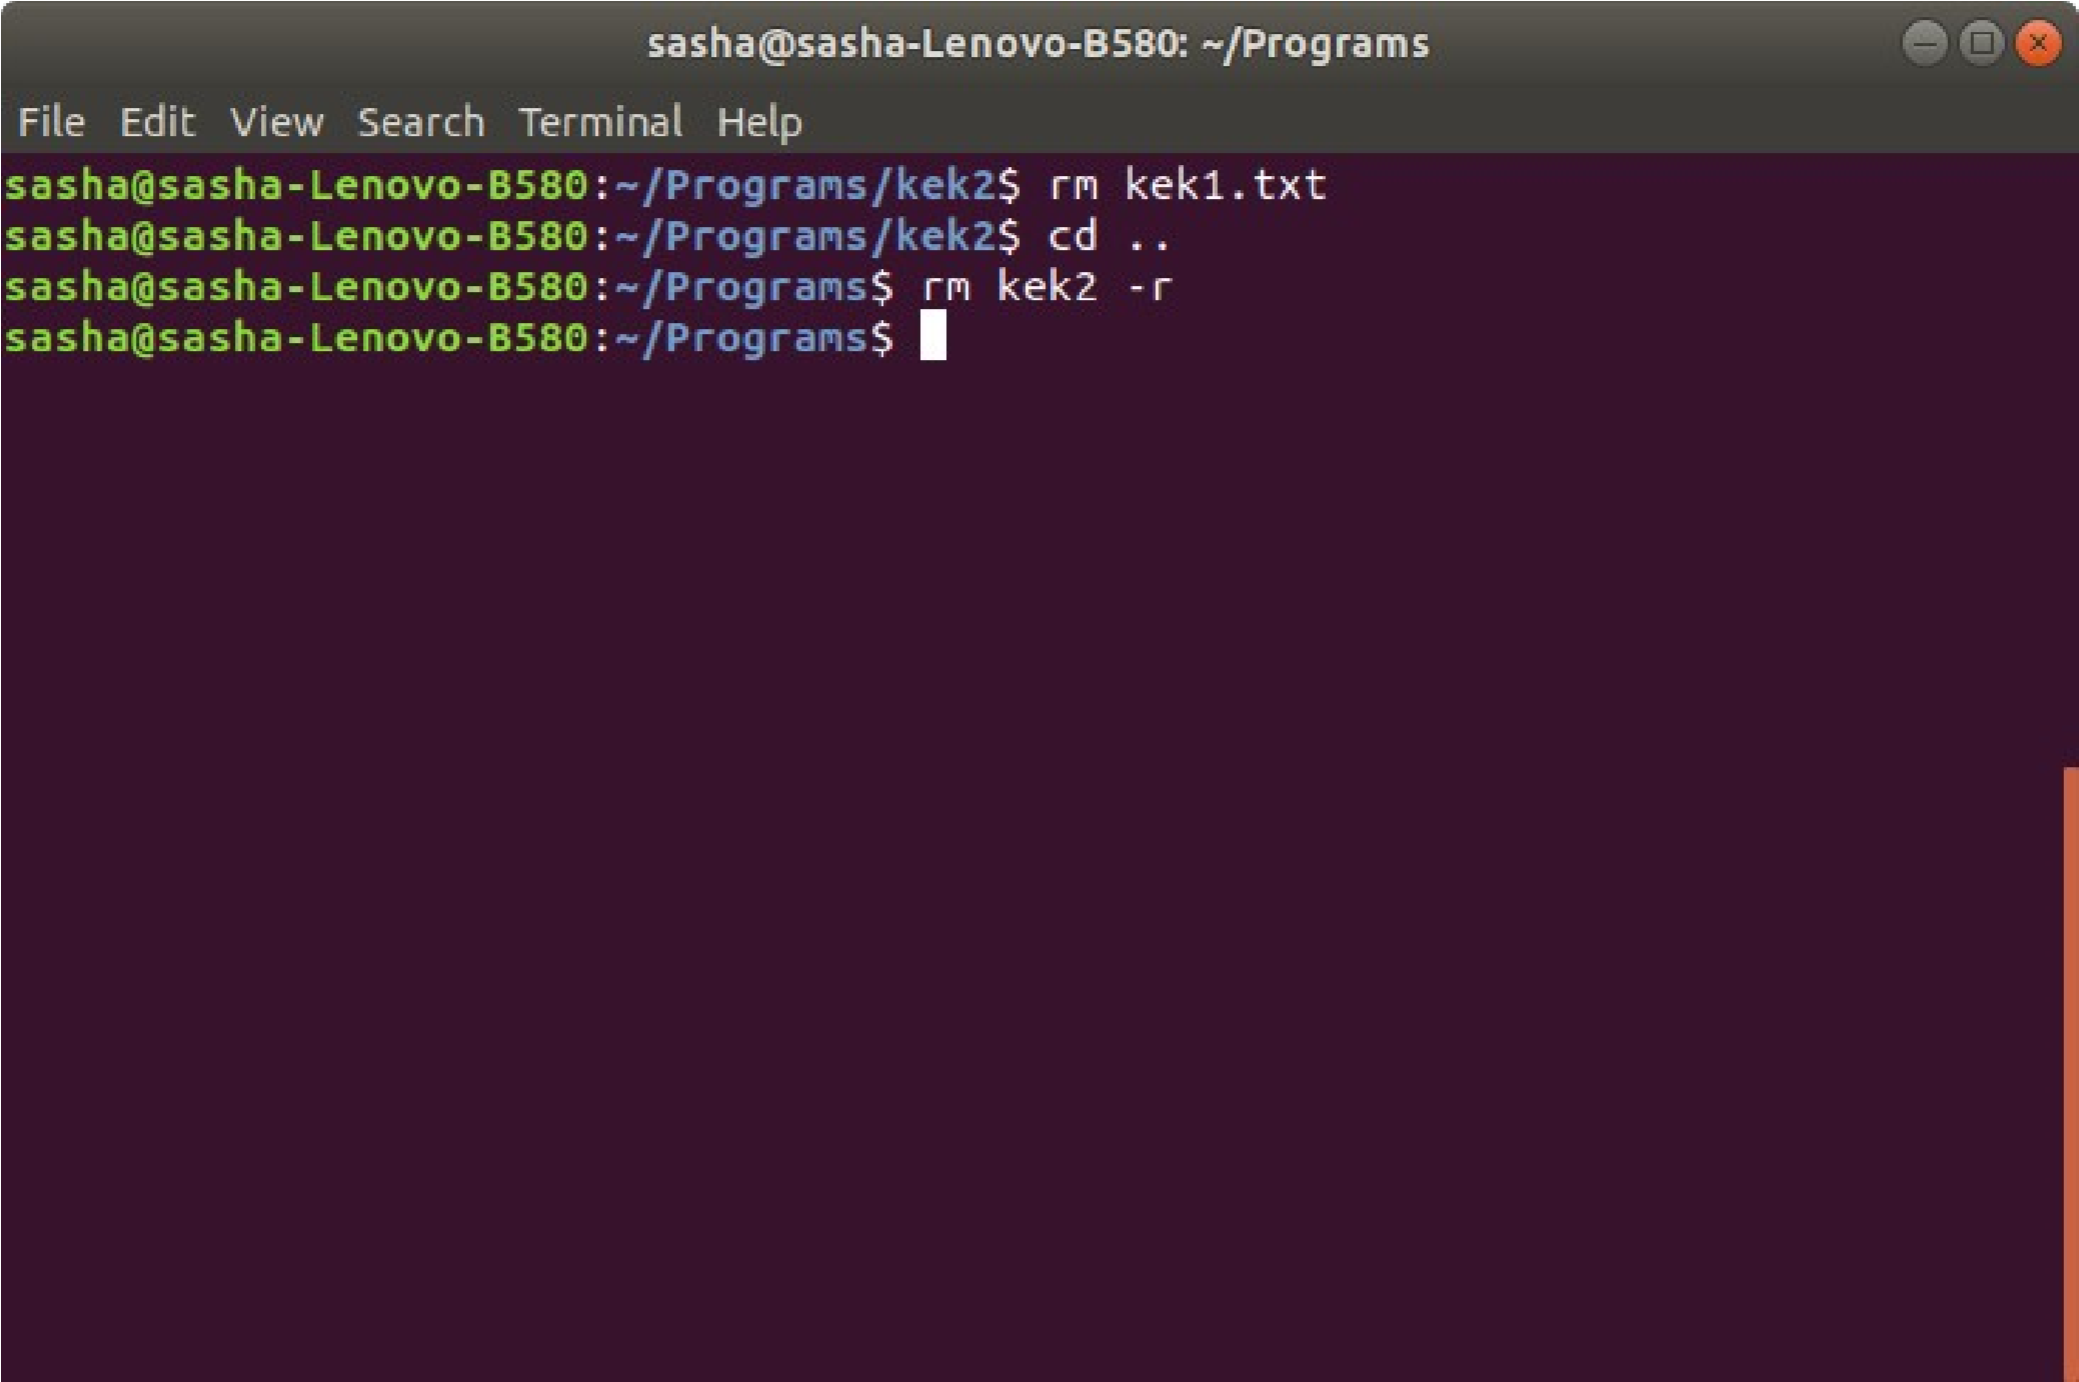 sasha@sasha-Lenovo-B580: ~/Programs
File Edit View Search Terminal Help
sasha@sasha-Lenovo-B580:~/Programs/kek2$ rm kek1.txt
sasha@sasha-Lenovo-B580:~/Programs/kek2$ cd ..
sasha@sasha-Lenovo-B580:~/Programs$ rm kek2 -r
sasha@sasha-Lenovo-B580:~/Programs$